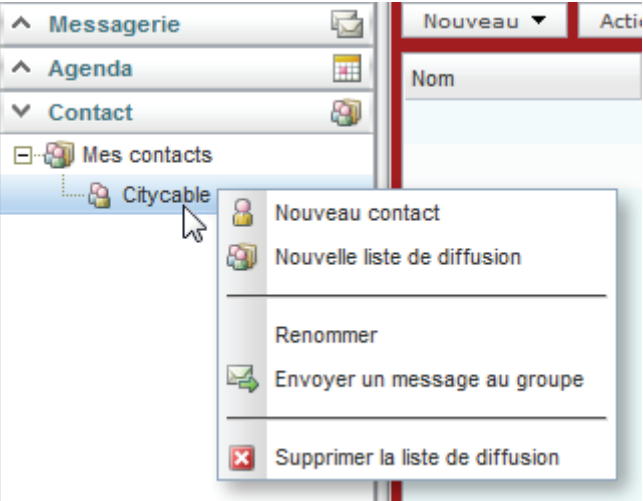 Messagerie
Agenda
Contact
Mes contacts
Citycable
Nouveau
Nom
Nouveau contact
Nouvelle liste de diffusion
Renommer
Envoyer un message au groupe
Supprimer la liste de diffusion